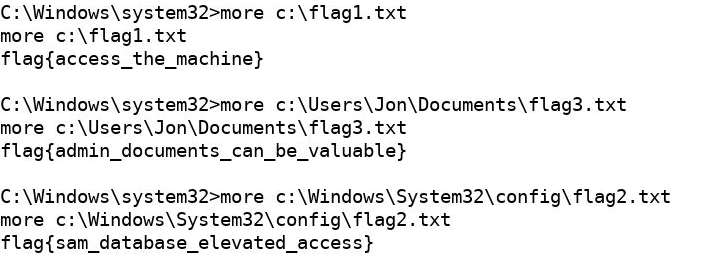 C:\Windows\system32>more c:\flag1.txt
more c:\flag1.txt
flag{access_the_machine}
C:\Windows\system32>more c:\Users\Jon\Documents\flag3.txt
more c:\Users\Jon\Documents\flag3.txt
flag{admin_documents_can_be_valuable}
C:\Windows\system32>more c:\Windows\System32\config\flag2.txt
more c:\Windows\System32\config\flag2.txt
flag{sam_database_elevated_access}